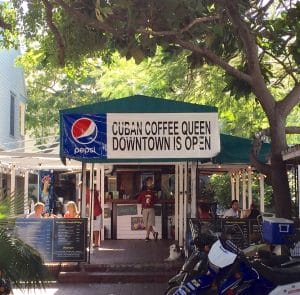 pepsi
CUBAN COFFEE QUEEN
DOWNTOWN IS OPEN